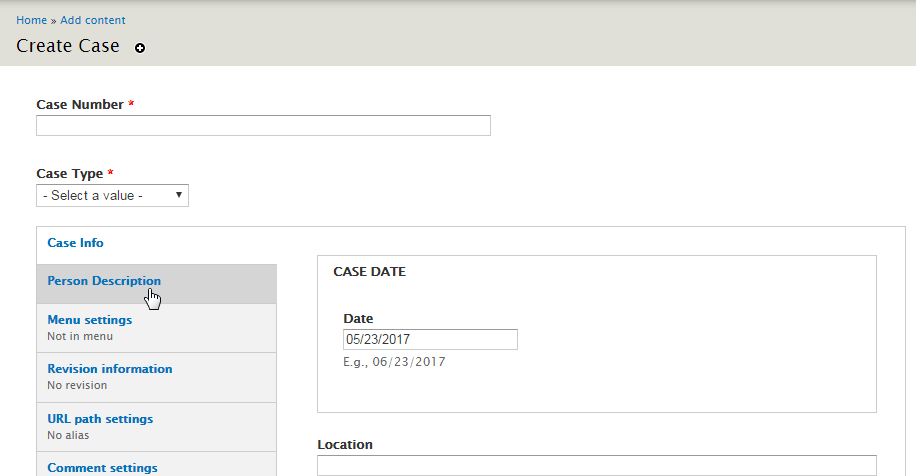 Home » Add content
Create Case
Case Number *
Case Type *
- Select a value -
Case Info
Person Description
Menu settings
Not in menu
Revision information
No revision
URL path settings
No alias
Comment settings
CASE DATE
Date
05/23/2017
E.g., 06/23/2017
Location